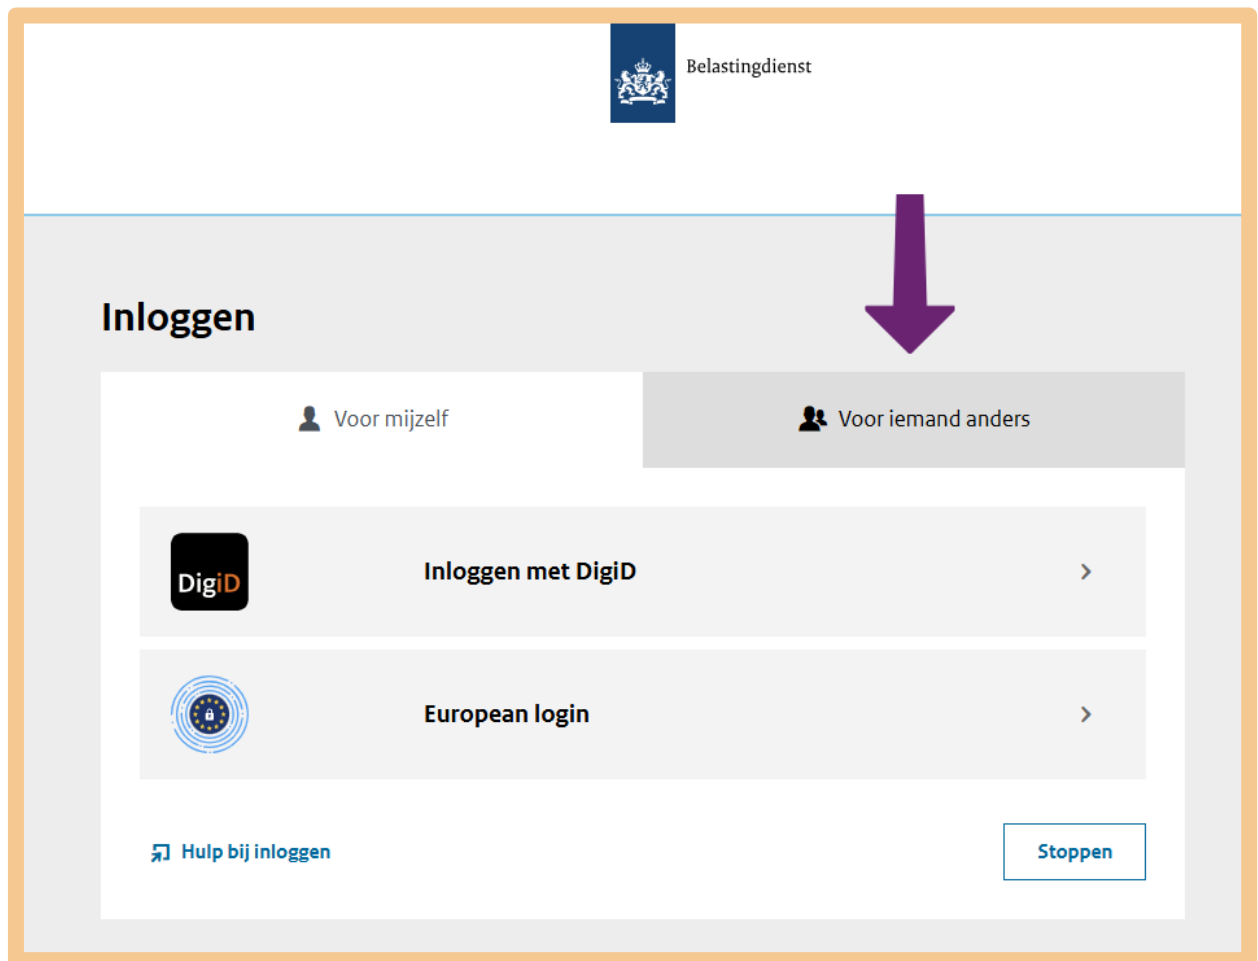 Belastingdienst
Inloggen
Voor mijzelf
Voor iemand anders
DigiD
Inloggen met DigiD
European login
Hulp bij inloggen
Stoppen